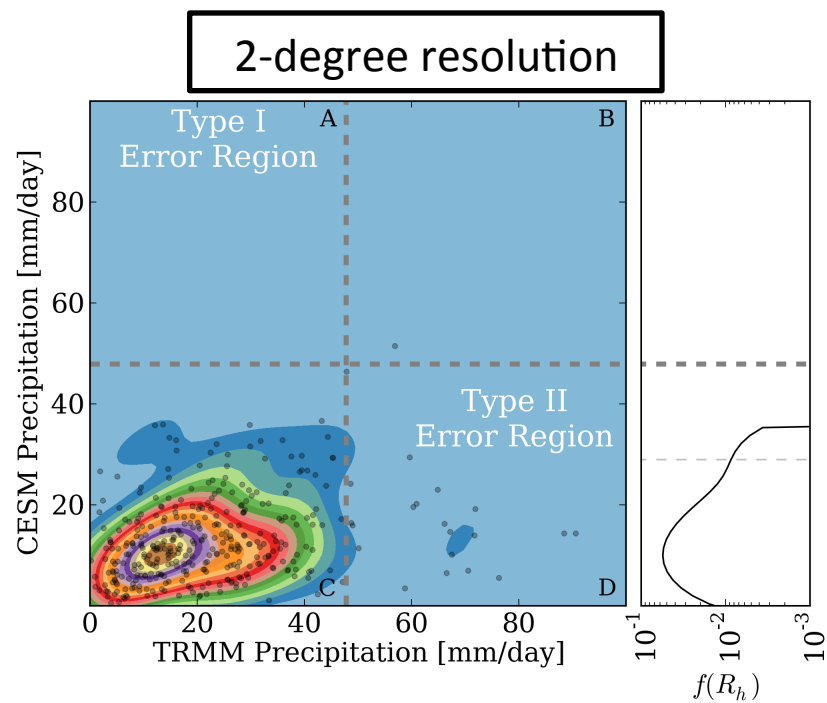 2-degree resolution
Type I
Error Region
A
B
Type II
Error Region
C
D
CESM Precipitation [mm/day]
80
60
40
20
0
20
40
60
80
TRMM Precipitation [mm/day]
10⁻¹
10⁻²
10⁻³
f(Rₕ)